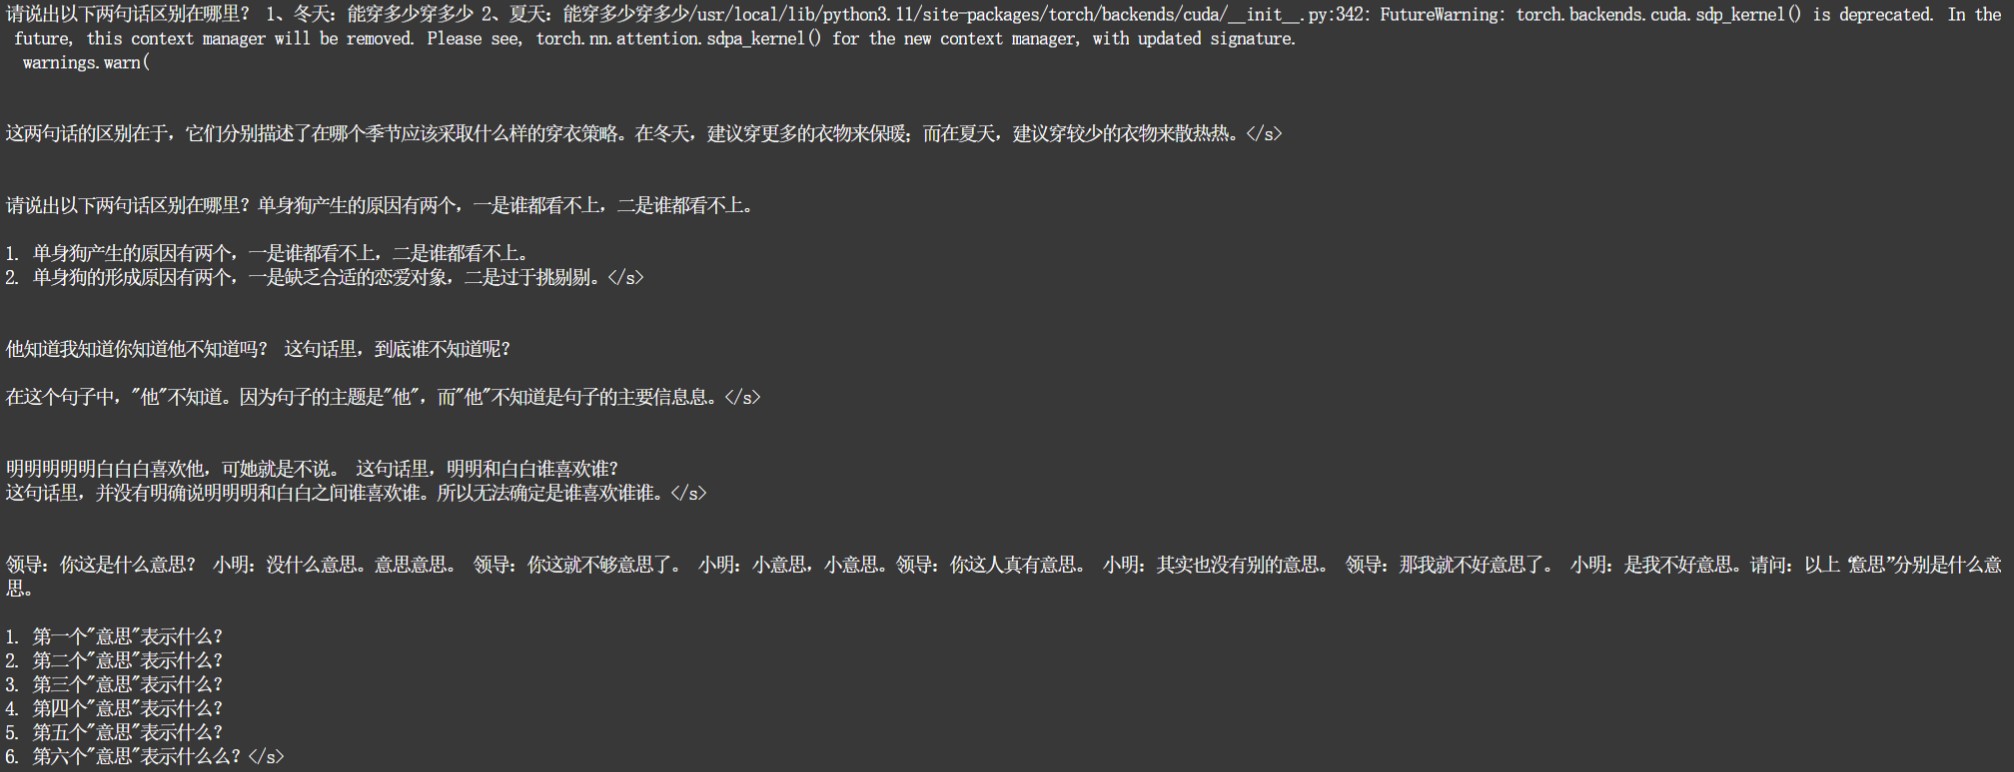 请说出以下两句话区别在哪里？ 1、冬天：能穿多少穿多少 2、夏天：能穿多少穿多少/usr/local/lib/python3.11/site-packages/torch/backends/cuda/__init__.py:342: FutureWarning: torch.backends.cuda.sdp_kernel() is deprecated. In the
future, this context manager will be removed. Please see, torch.nn.attention.sdpa_kernel() for the new context manager, with updated signature.
warnings.warn(
这两句话的区别在于，它们分别描述了在哪个季节应该采取什么样的穿衣策略。在冬天，建议穿更多的衣物来保暖；而在夏天，建议穿较少的衣物来散热热。</s>
请说出以下两句话区别在哪里？单身狗产生的原因有两个，一是谁都看不上，二是谁都看不上。
1. 单身狗产生的原因有两个，一是谁都看不上，二是谁都看不上。
2. 单身狗的形成原因有两个，一是缺乏合适的恋爱对象，二是过于挑剔剔。</s>
他知道我知道你知道他不知道吗？ 这句话里，到底谁不知道呢？
在这个句子中，"他"不知道。因为句子的主题是"他"，而"他"不知道是句子的主要信息息。</s>
明明明明明白白白喜欢他，可她就是不说。 这句话里，明明和白白谁喜欢谁？
这句话里，并没有明确说明明明和白白之间谁喜欢谁。所以无法确定是谁喜欢谁谁。</s>
领导：你这是什么意思？ 小明：没什么意思。意思意思。 领导：你这就不够意思了。 小明：小意思，小意思。领导：你这人真有意思。 小明：其实也没有别的意思。 领导：那我就不好意思了。 小明：是我不好意思。请问：以上“意思”分别是什么意
思。
1. 第一个"意思"表示什么？
2. 第二个"意思"表示什么？
3. 第三个"意思"表示什么？
4. 第四个"意思"表示什么？
5. 第五个"意思"表示什么？
6. 第六个"意思"表示什么么？</s>